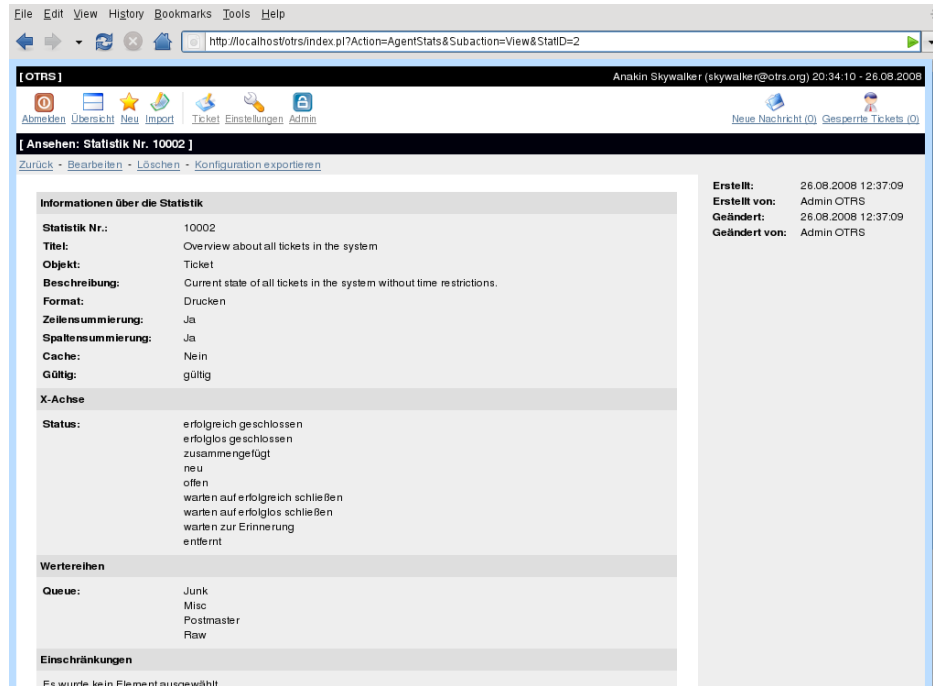 File Edit View History Bookmarks Tools Help
http://localhost/otrs/index.pl?Action=AgentStats&Subaction=View&StatID=2
[ OTRS ] Anakin Skywalker (skywalker@otrs.org) 20:34:10 - 26.08.2008
Abmelden Übersicht Neu Import Ticket Einstellungen Admin Neue Nachricht (0) Gesperrte Tickets (0)
[ Ansehen: Statistik Nr. 10002 ]
Zurück - Bearbeiten - Löschen - Konfiguration exportieren
Erstellt: 26.08.2008 12:37:09
Erstellt von: Admin OTRS
Geändert: 26.08.2008 12:37:09
Geändert von: Admin OTRS
Informationen über die Statistik
Statistik Nr.: 10002
Titel: Overview about all tickets in the system
Objekt: Ticket
Beschreibung: Current state of all tickets in the system without time restrictions.
Format: Drucken
Zeilensummierung: Ja
Spaltensummierung: Ja
Cache: Nein
Gültig: gültig
X-Achse
Status: erfolgreich geschlossen
erfolglos geschlossen
zusammengefügt
neu
offen
warten auf erfolgreich schließen
warten auf erfolglos schließen
warten zur Erinnerung
entfernt
Wertereihen
Queue: Junk
Misc
Postmaster
Raw
Einschränkungen
Es wurde kein Element ausgewählt